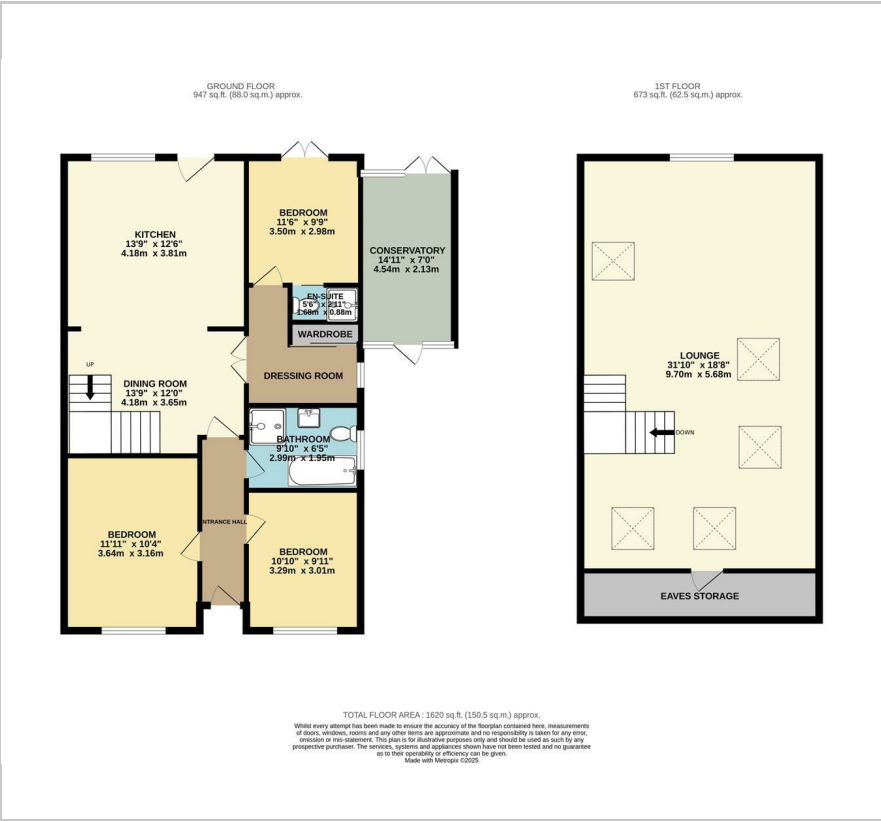 GROUND FLOOR
947 sq.ft. (88.0 sq.m.) approx.
1ST FLOOR
673 sq.ft. (62.5 sq.m.) approx.
KITCHEN
13'9" x 12'6"
4.18m x 3.81m
BEDROOM
11'6" x 9'9"
3.50m x 2.98m
CONSERVATORY
14'11" x 7'0"
4.54m x 2.13m
EN-SUITE
5'6" x 2'11"
1.68m x 0.88m
WARDROBE
DRESSING ROOM
UP
DINING ROOM
13'9" x 12'0"
4.18m x 3.65m
BATHROOM
9'10" x 6'5"
2.99m x 1.95m
BEDROOM
11'11" x 10'4"
3.64m x 3.16m
ENTRANCE HALL
BEDROOM
10'10" x 9'11"
3.29m x 3.01m
LOUNGE
31'10" x 18'8"
9.70m x 5.68m
DOWN
EAVES STORAGE
TOTAL FLOOR AREA : 1620 sq.ft. (150.5 sq.m.) approx.
Whilst every attempt has been made to ensure the accuracy of the floorplan contained here, measurements
of doors, windows, rooms and any other items are approximate and no responsibility is taken for any error,
omission or mis-statement. This plan is for illustrative purposes only and should be used as such by any
prospective purchaser. The services, systems and appliances shown have not been tested and no guarantee
as to their operability or efficiency can be given.
Made with Metropix ©2025